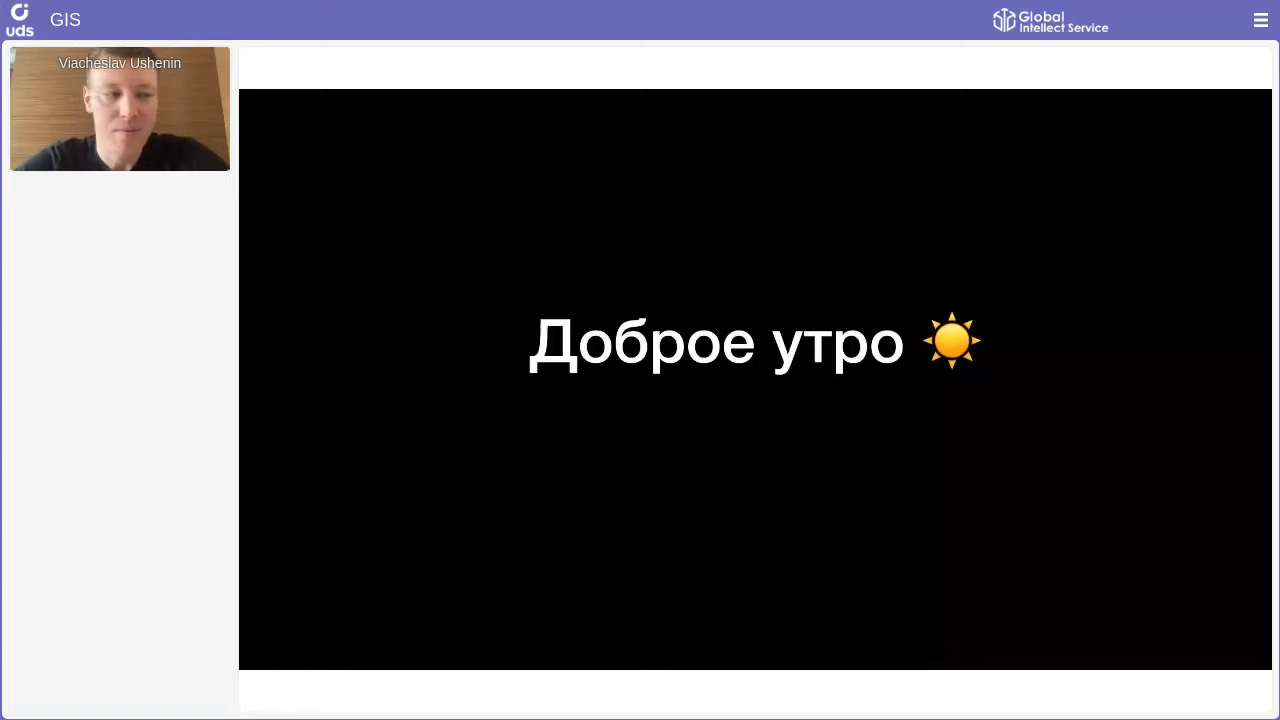 uds
GIS
Global
Intellect Service
Viacheslav Ushenin
Доброе утро ☀️